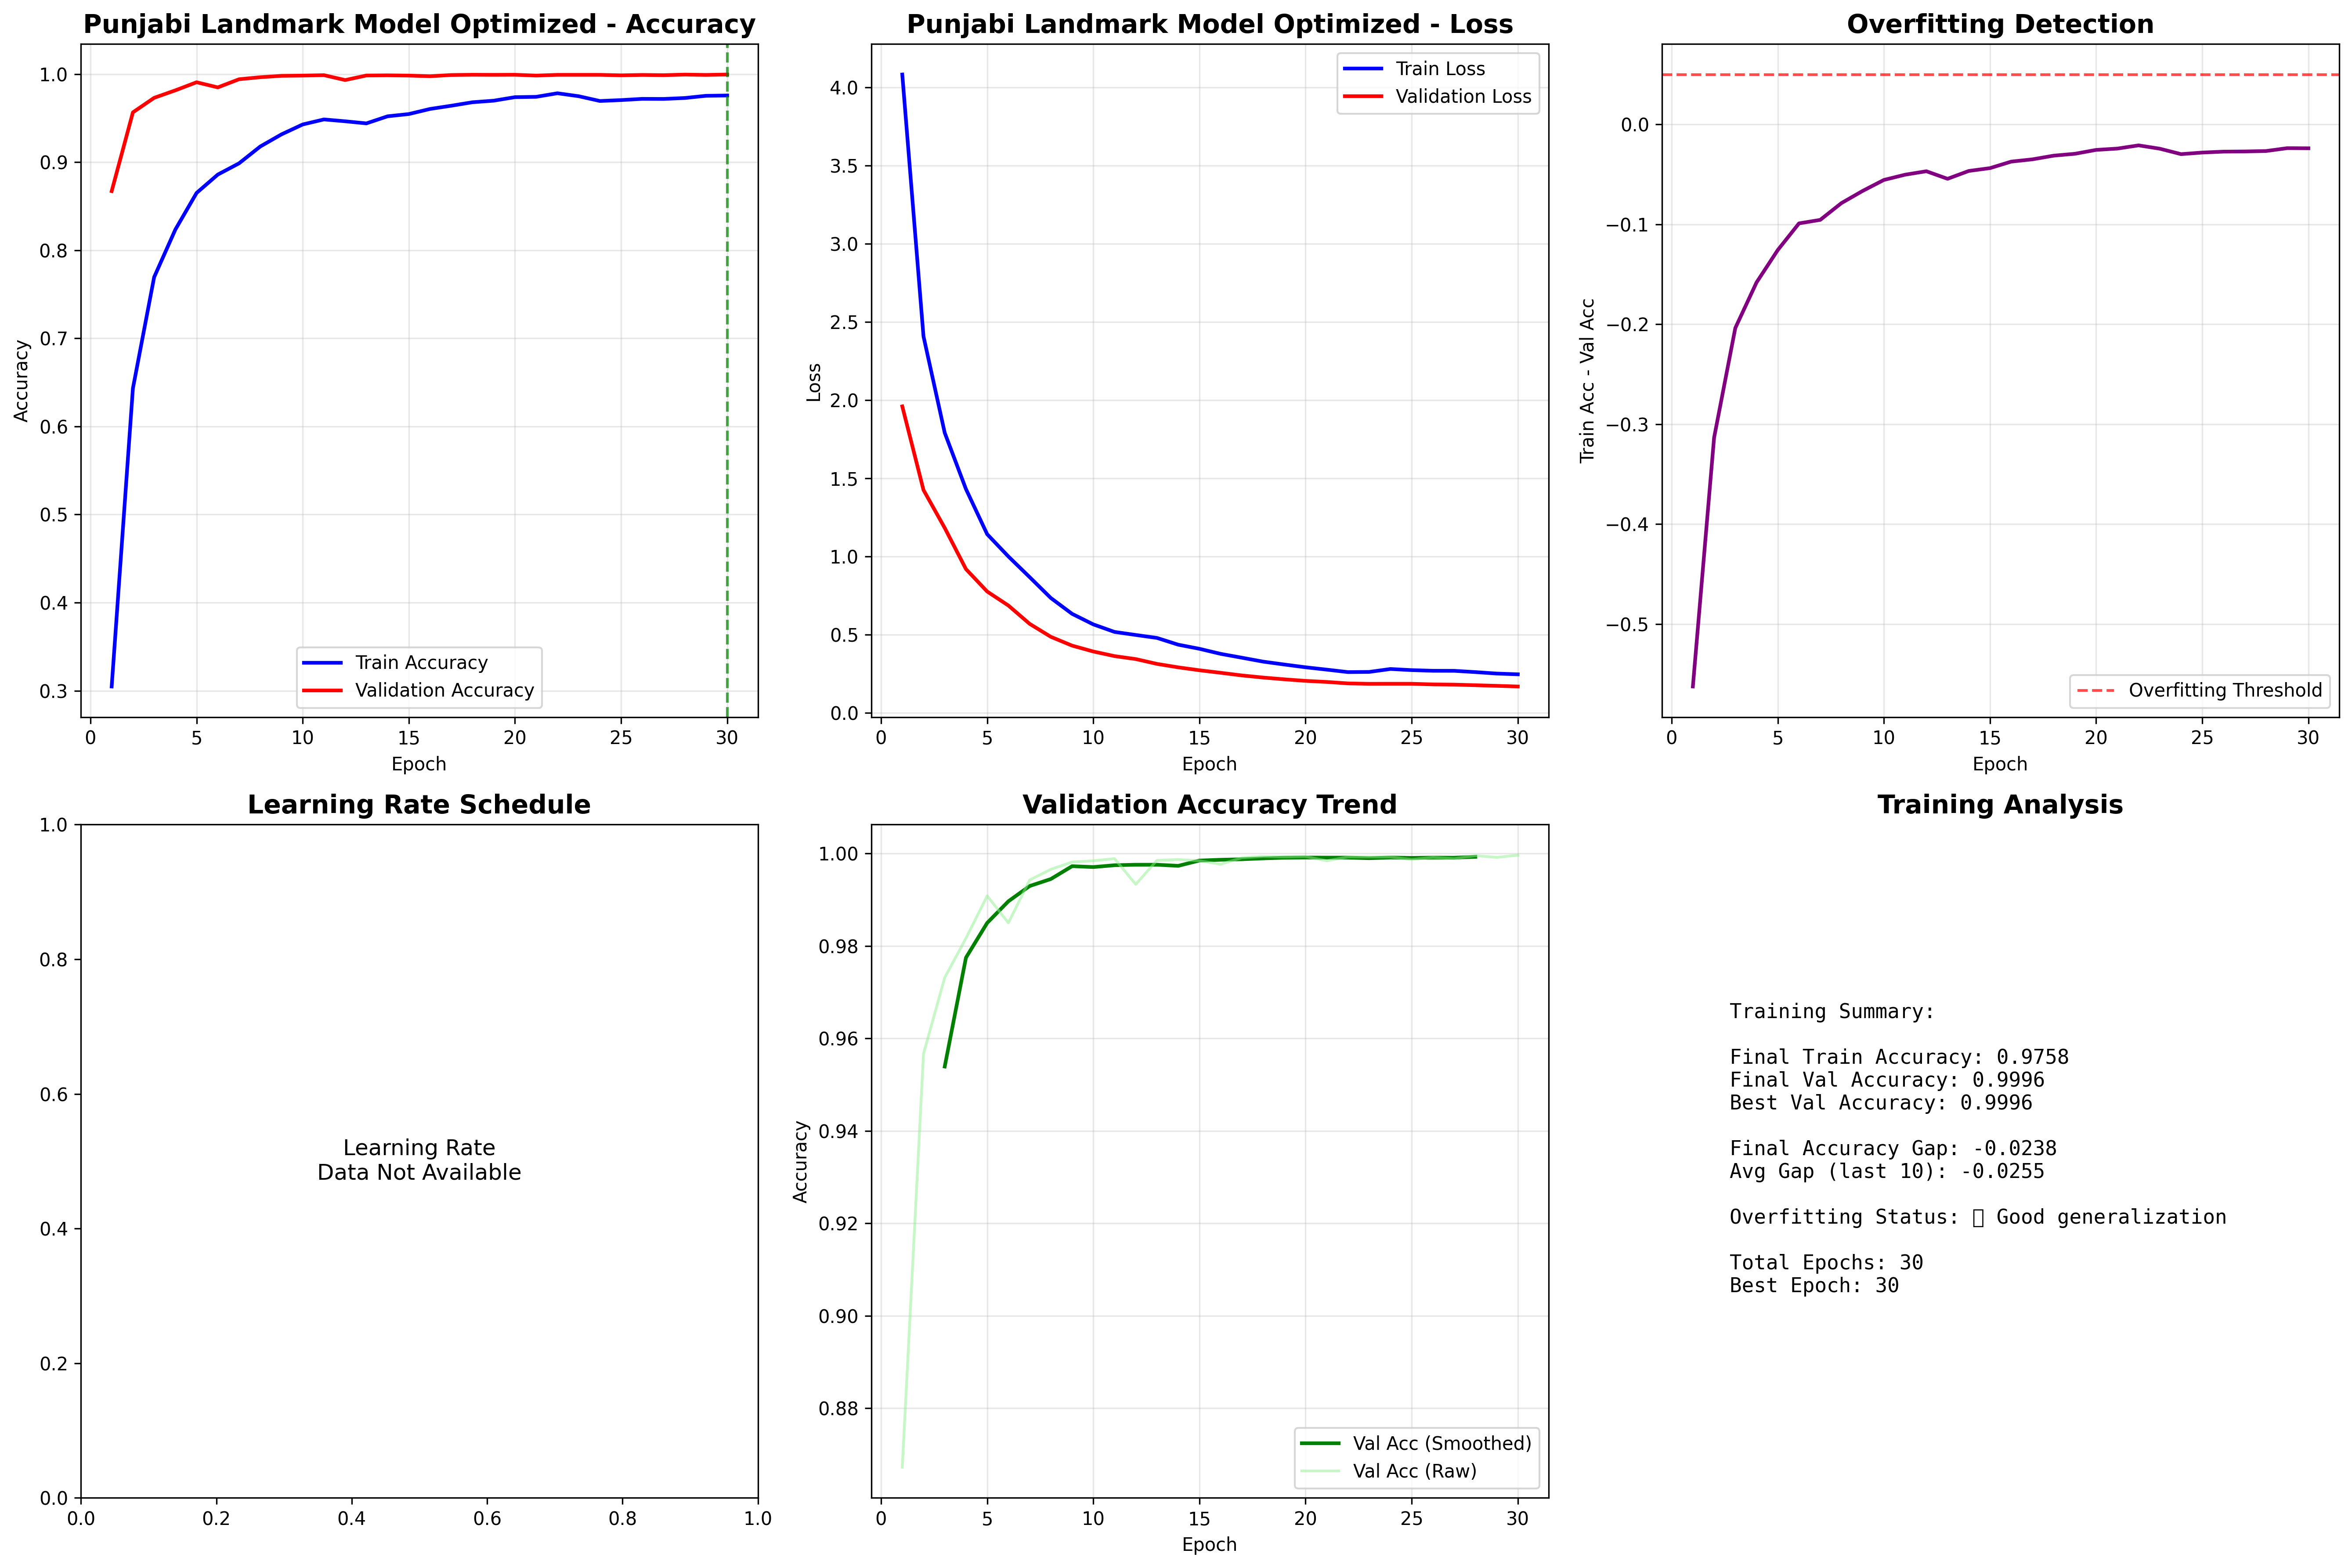 Punjabi Landmark Model Optimized - Accuracy
Accuracy
1.0
0.9
0.8
0.7
0.6
0.5
0.4
0.3
Train Accuracy
Validation Accuracy
0 5 10 15 20 25 30
Epoch
Punjabi Landmark Model Optimized - Loss
Loss
4.0
3.5
3.0
2.5
2.0
1.5
1.0
0.5
0.0
Train Loss
Validation Loss
0 5 10 15 20 25 30
Epoch
Overfitting Detection
Train Acc - Val Acc
0.0
−0.1
−0.2
−0.3
−0.4
−0.5
Overfitting Threshold
0 5 10 15 20 25 30
Epoch
Learning Rate Schedule
1.0
0.8
0.6
0.4
0.2
0.0
Learning Rate
Data Not Available
0.0 0.2 0.4 0.6 0.8 1.0
Validation Accuracy Trend
Accuracy
1.00
0.98
0.96
0.94
0.92
0.90
0.88
Val Acc (Smoothed)
Val Acc (Raw)
0 5 10 15 20 25 30
Epoch
Training Analysis
Training Summary:
Final Train Accuracy: 0.9758
Final Val Accuracy: 0.9996
Best Val Accuracy: 0.9996
Final Accuracy Gap: -0.0238
Avg Gap (last 10): -0.0255
Overfitting Status: Good generalization
Total Epochs: 30
Best Epoch: 30